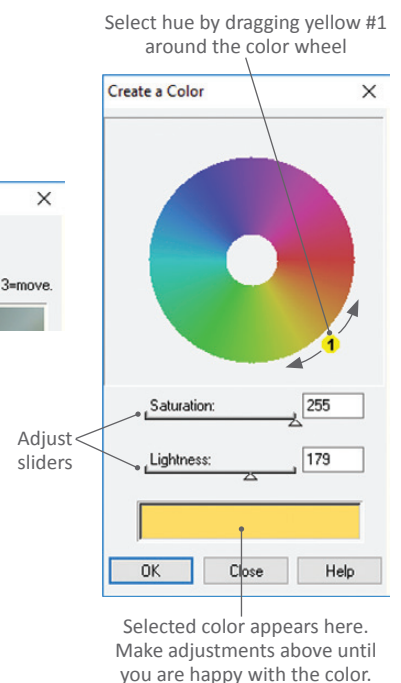 Select hue by dragging yellow #1
around the color wheel
Create a Color
3=move.
1
Saturation: 255
Adjust
sliders
Lightness: 179
OK Close Help
Selected color appears here.
Make adjustments above until
you are happy with the color.